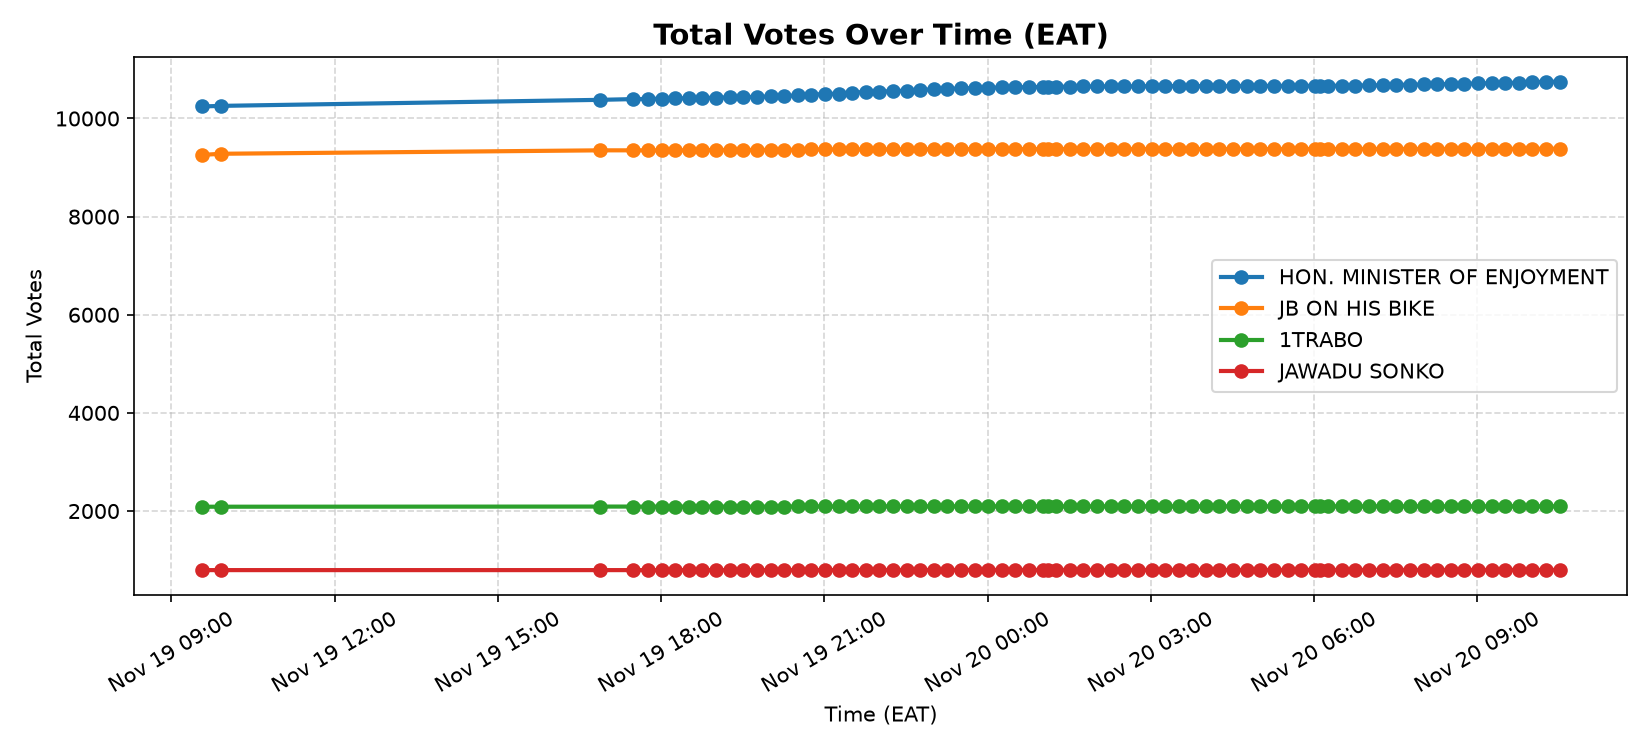 Total Votes Over Time (EAT)
Total Votes
10000
8000
6000
4000
2000
HON. MINISTER OF ENJOYMENT
JB ON HIS BIKE
1TRABO
JAWADU SONKO
Nov 19 09:00
Nov 19 12:00
Nov 19 15:00
Nov 19 18:00
Nov 19 21:00
Nov 20 00:00
Nov 20 03:00
Nov 20 06:00
Nov 20 09:00
Time (EAT)